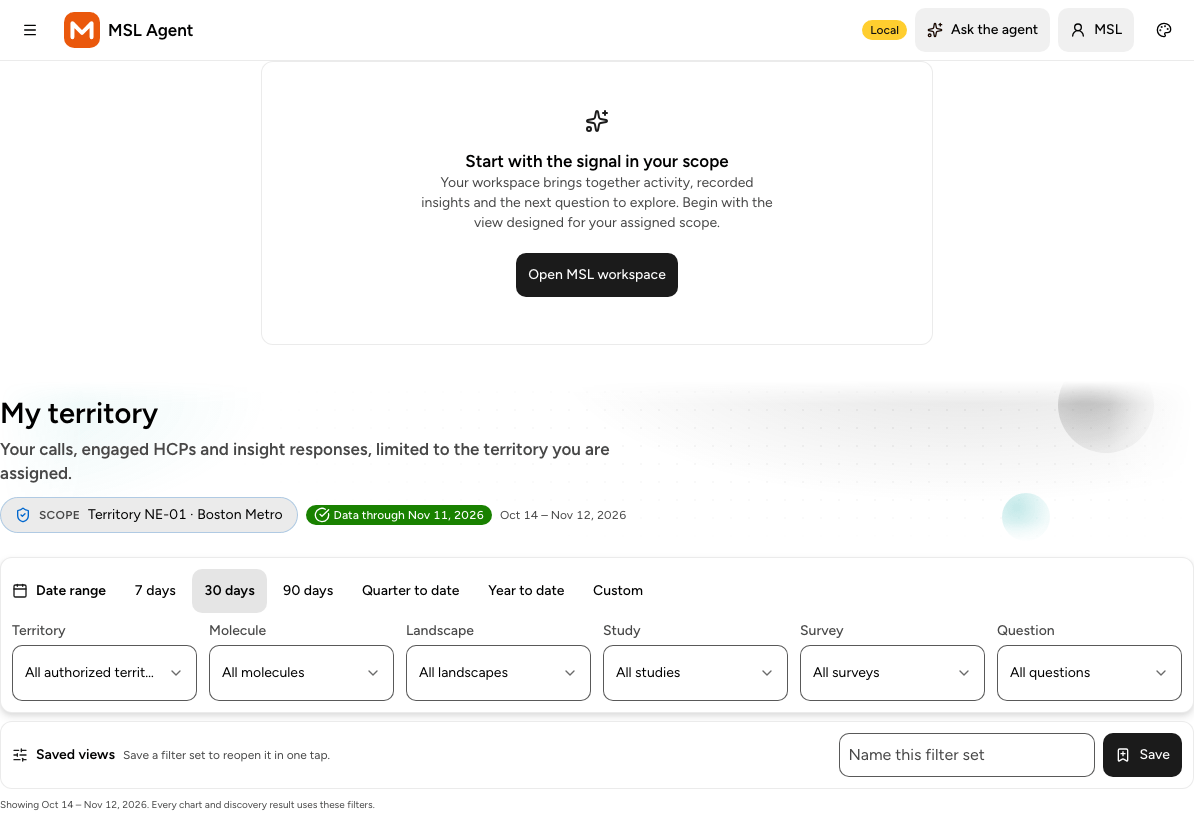 MSL Agent
Local
Ask the agent
MSL
Start with the signal in your scope
Your workspace brings together activity, recorded
insights and the next question to explore. Begin with the
view designed for your assigned scope.
Open MSL workspace
My territory
Your calls, engaged HCPs and insight responses, limited to the territory you are
assigned.
SCOPE Territory NE-01 · Boston Metro
Data through Nov 11, 2026
Oct 14 – Nov 12, 2026
Date range
7 days
30 days
90 days
Quarter to date
Year to date
Custom
Territory
Molecule
Landscape
Study
Survey
Question
All authorized territ...
All molecules
All landscapes
All studies
All surveys
All questions
Saved views
Save a filter set to reopen it in one tap.
Name this filter set
Save
Showing Oct 14 – Nov 12, 2026. Every chart and discovery result uses these filters.